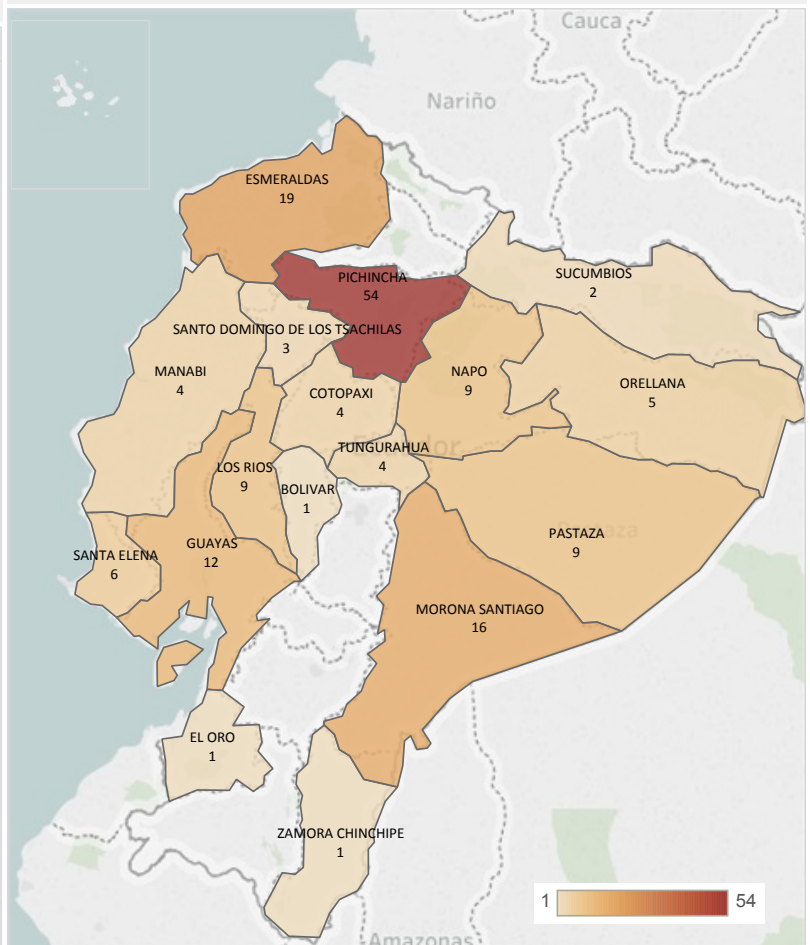 Cauca
Nariño
ESMERALDAS
19
PICHINCHA
54
SUCUMBIOS
2
SANTO DOMINGO DE LOS TSACHILAS
3
MANABI
4
NAPO
9
ORELLANA
5
COTOPAXI
4
TUNGURAHUA
4
LOS RIOS
9
BOLIVAR
1
PASTAZA
9
GUAYAS
12
SANTA ELENA
6
MORONA SANTIAGO
16
EL ORO
1
ZAMORA CHINCHIPE
1
1 54
Amazonas